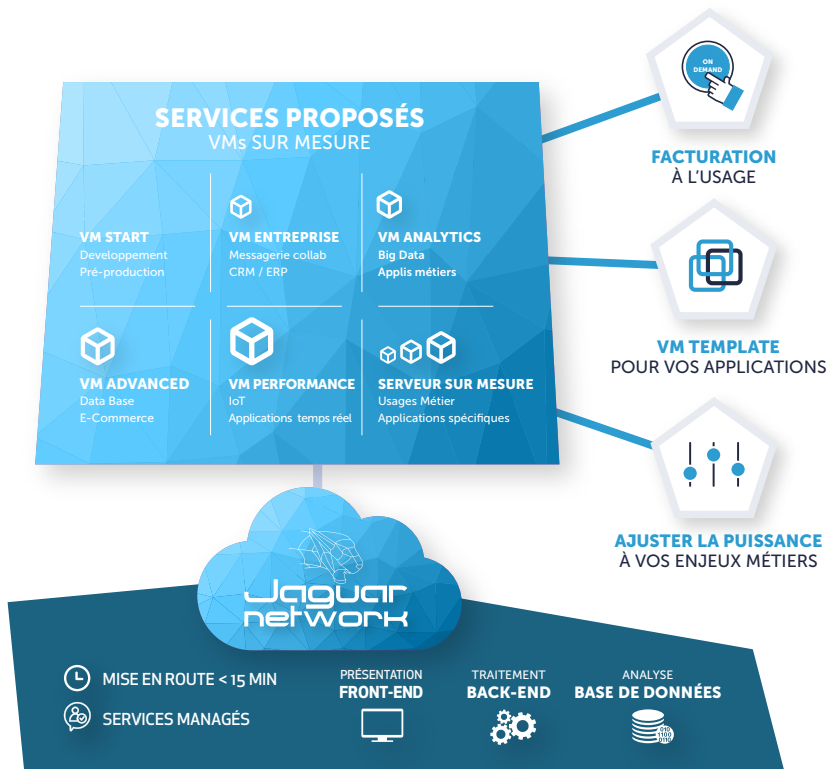 ON
DEMAND
FACTURATION
À L'USAGE
SERVICES PROPOSÉS
VMs SUR MESURE
VM START
Developpement
Pré-production
VM ENTREPRISE
Messagerie collab
CRM / ERP
VM ANALYTICS
Big Data
Applis métiers
VM ADVANCED
Data Base
E-Commerce
VM PERFORMANCE
IoT
Applications temps réel
SERVEUR SUR MESURE
Usages Métier
Applications spécifiques
VM TEMPLATE
POUR VOS APPLICATIONS
AJUSTER LA PUISSANCE
À VOS ENJEUX MÉTIERS
Jaguar
network
MISE EN ROUTE < 15 MIN
SERVICES MANAGÉS
PRÉSENTATION
FRONT-END
TRAITEMENT
BACK-END
ANALYSE
BASE DE DONNÉES
010
1100
0110